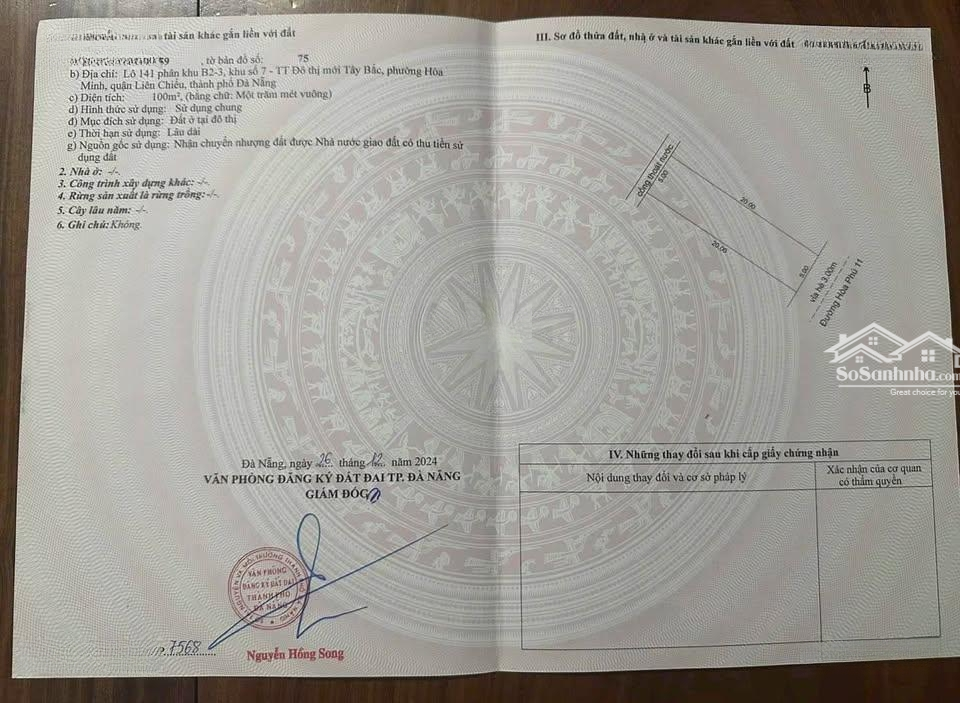 tài sản khác gắn liền với đất
59 , tờ bản đồ số: 75
b) Địa chỉ: Lô 141 phân khu B2-3, khu số 7 - TT Đô thị mới Tây Bắc, phường Hòa
Minh, quận Liên Chiểu, thành phố Đà Nẵng
c) Diện tích: 100m², (bằng chữ: Một trăm mét vuông)
d) Hình thức sử dụng: Sử dụng chung
đ) Mục đích sử dụng: Đất ở tại đô thị
e) Thời hạn sử dụng: Lâu dài
g) Nguồn gốc sử dụng: Nhận chuyển nhượng đất được Nhà nước giao đất có thu tiền sử
dụng đất
2. Nhà ở: -/-.
3. Công trình xây dựng khác: -/-.
4. Rừng sản xuất là rừng trồng: -/-.
5. Cây lâu năm: -/-.
6. Ghi chú: Không.
Đà Nẵng, ngày 26 tháng 12 năm 2024
VĂN PHÒNG ĐĂNG KÝ ĐẤT ĐAI TP. ĐÀ NẴNG
GIÁM ĐỐC
VĂN PHÒNG
ĐĂNG KÝ ĐẤT ĐAI
THÀNH PHỐ
ĐÀ NẴNG
7568
Nguyễn Hồng Song
III. Sơ đồ thửa đất, nhà ở và tài sản khác gắn liền với đất
B
cống thoát nước
5.00
20.00
20.00
5.00
vỉa hè 3.00m
Đường Hòa Phú 11
SoSanhnha.com
Great choice for you
IV. Những thay đổi sau khi cấp giấy chứng nhận
Nội dung thay đổi và cơ sở pháp lý
Xác nhận của cơ quan
có thẩm quyền